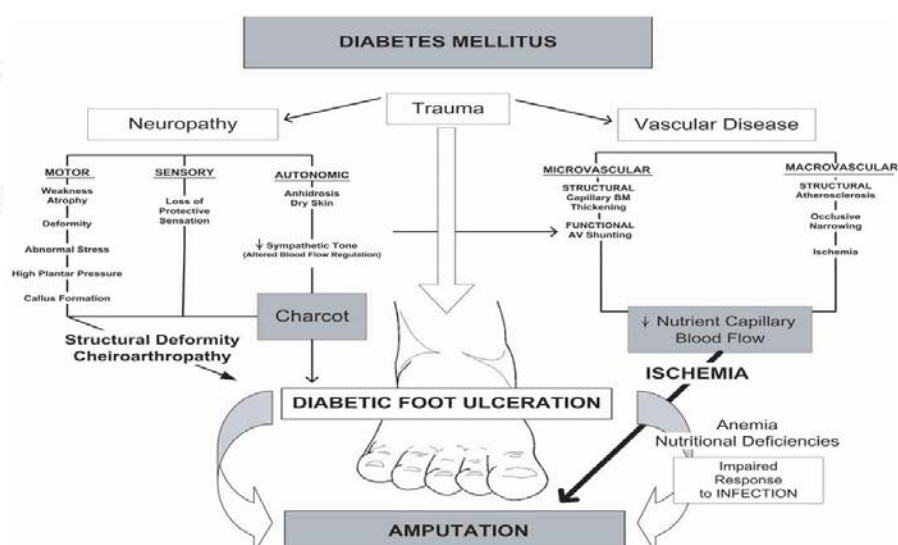 DIABETES MELLITUS
Trauma
Neuropathy
Vascular Disease
MOTOR
Weakness
Atrophy
Deformity
Abnormal Stress
High Plantar Pressure
Callus Formation
SENSORY
Loss of
Protective
Sensation
AUTONOMIC
Anhidrosis
Dry Skin
↓ Sympathetic Tone
(Altered Blood Flow Regulation)
MICROVASCULAR
STRUCTURAL
Capillary BM
Thickening
FUNCTIONAL
AV Shunting
MACROVASCULAR
STRUCTURAL
Atherosclerosis
Occlusive
Narrowing
Ischemia
Charcot
Structural Deformity
Cheiroarthropathy
↓ Nutrient Capillary
Blood Flow
ISCHEMIA
DIABETIC FOOT ULCERATION
Anemia
Nutritional Deficiencies
Impaired
Response
to INFECTION
AMPUTATION